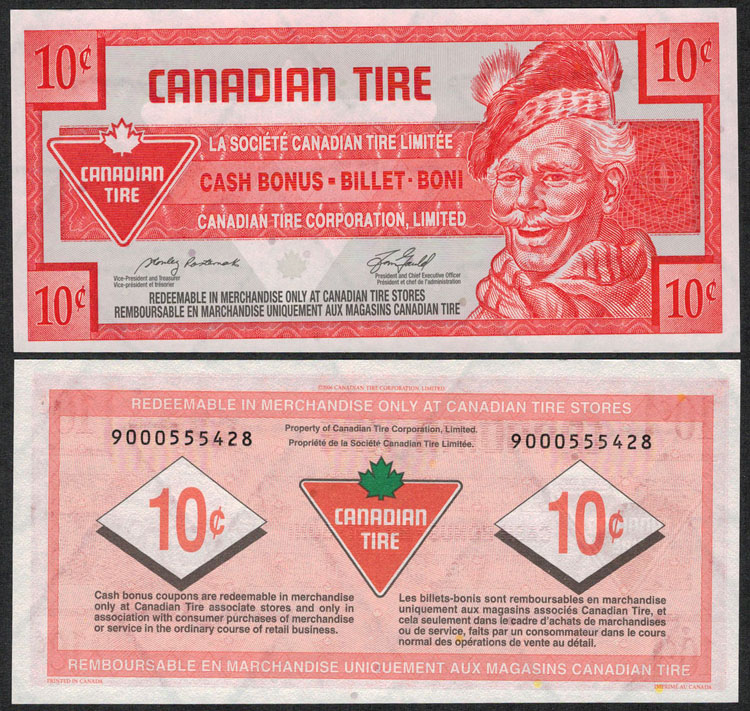 10¢
10¢
CANADIAN TIRE
LA SOCIÉTÉ CANADIAN TIRE LIMITÉE
CANADIAN
TIRE
CASH BONUS - BILLET - BONI
CANADIAN TIRE CORPORATION, LIMITED
Vice-President and Treasurer
Vice-président et trésorier
President and Chief Executive Officer
Président et chef de l'administration
REDEEMABLE IN MERCHANDISE ONLY AT CANADIAN TIRE STORES
REMBOURSABLE EN MARCHANDISE UNIQUEMENT AUX MAGASINS CANADIAN TIRE
10¢
10¢
©2006 CANADIAN TIRE CORPORATION, LIMITED
REDEEMABLE IN MERCHANDISE ONLY AT CANADIAN TIRE STORES
9000555428
Property of Canadian Tire Corporation, Limited.
Propriété de la Société Canadian Tire Limitée.
9000555428
10¢
CANADIAN
TIRE
10¢
Cash bonus coupons are redeemable in merchandise
only at Canadian Tire associate stores and only in
association with consumer purchases of merchandise
or service in the ordinary course of retail business.
Les billets-bonis sont remboursables en marchandise
uniquement aux magasins associés Canadian Tire, et
cela seulement dans le cadre d'achats de marchandises
ou de service, faits par un consommateur dans le cours
normal des opérations de vente au détail.
REMBOURSABLE EN MARCHANDISE UNIQUEMENT AUX MAGASINS CANADIAN TIRE
PRINTED IN CANADA
IMPRIMÉ AU CANADA